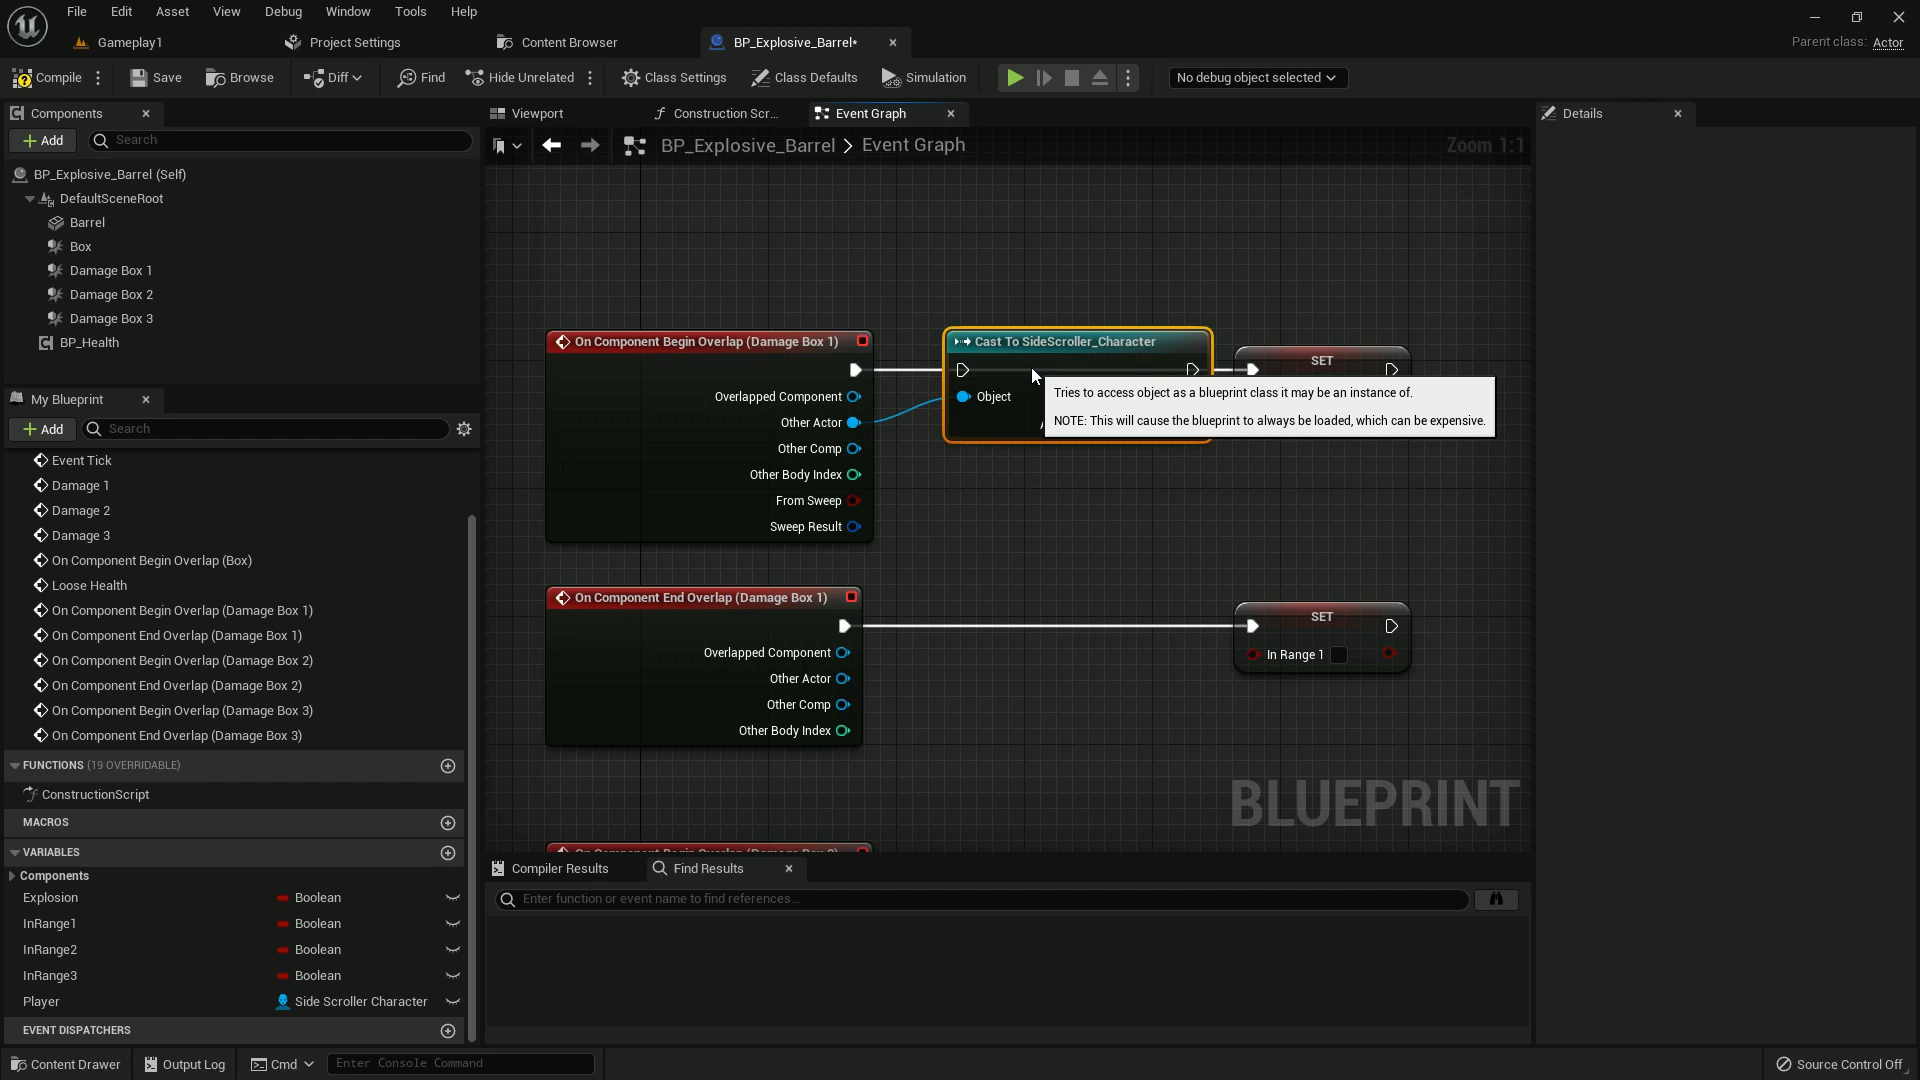 File Edit Asset View Debug Window Tools Help
Gameplay1 Project Settings Content Browser BP_Explosive_Barrel* Parent class: Actor
Compile Save Browse Diff Find Hide Unrelated Class Settings Class Defaults Simulation No debug object selected
Components Viewport Construction Scr... Event Graph Details
Add Search BP_Explosive_Barrel > Event Graph Zoom 1:1
BP_Explosive_Barrel (Self)
DefaultSceneRoot
Barrel
Box
Damage Box 1
Damage Box 2
Damage Box 3
BP_Health
On Component Begin Overlap (Damage Box 1)
Overlapped Component
Other Actor
Other Comp
Other Body Index
From Sweep
Sweep Result
Cast To SideScroller_Character
Object
SET
Tries to access object as a blueprint class it may be an instance of.
NOTE: This will cause the blueprint to always be loaded, which can be expensive.
On Component End Overlap (Damage Box 1)
Overlapped Component
Other Actor
Other Comp
Other Body Index
SET
In Range 1
BLUEPRINT
My Blueprint
Add Search
Event Tick
Damage 1
Damage 2
Damage 3
On Component Begin Overlap (Box)
Loose Health
On Component Begin Overlap (Damage Box 1)
On Component End Overlap (Damage Box 1)
On Component Begin Overlap (Damage Box 2)
On Component End Overlap (Damage Box 2)
On Component Begin Overlap (Damage Box 3)
On Component End Overlap (Damage Box 3)
FUNCTIONS (19 OVERRIDABLE)
ConstructionScript
MACROS
VARIABLES
Components
Explosion Boolean
InRange1 Boolean
InRange2 Boolean
InRange3 Boolean
Player Side Scroller Character
EVENT DISPATCHERS
Compiler Results Find Results
Enter function or event name to find references...
Content Drawer Output Log Cmd Enter Console Command Source Control Off